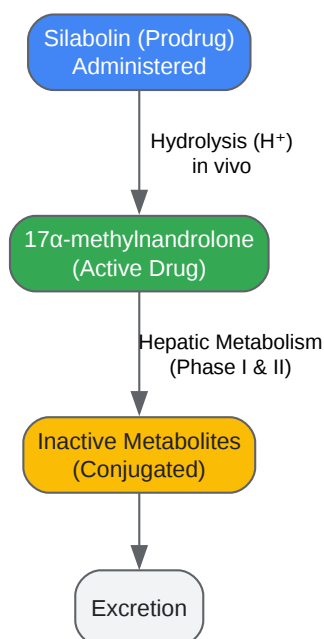 Silabolin (Prodrug)
Administered
Hydrolysis (H⁺)
in vivo
17α-methylnandrolone
(Active Drug)
Hepatic Metabolism
(Phase I & II)
Inactive Metabolites
(Conjugated)
Excretion